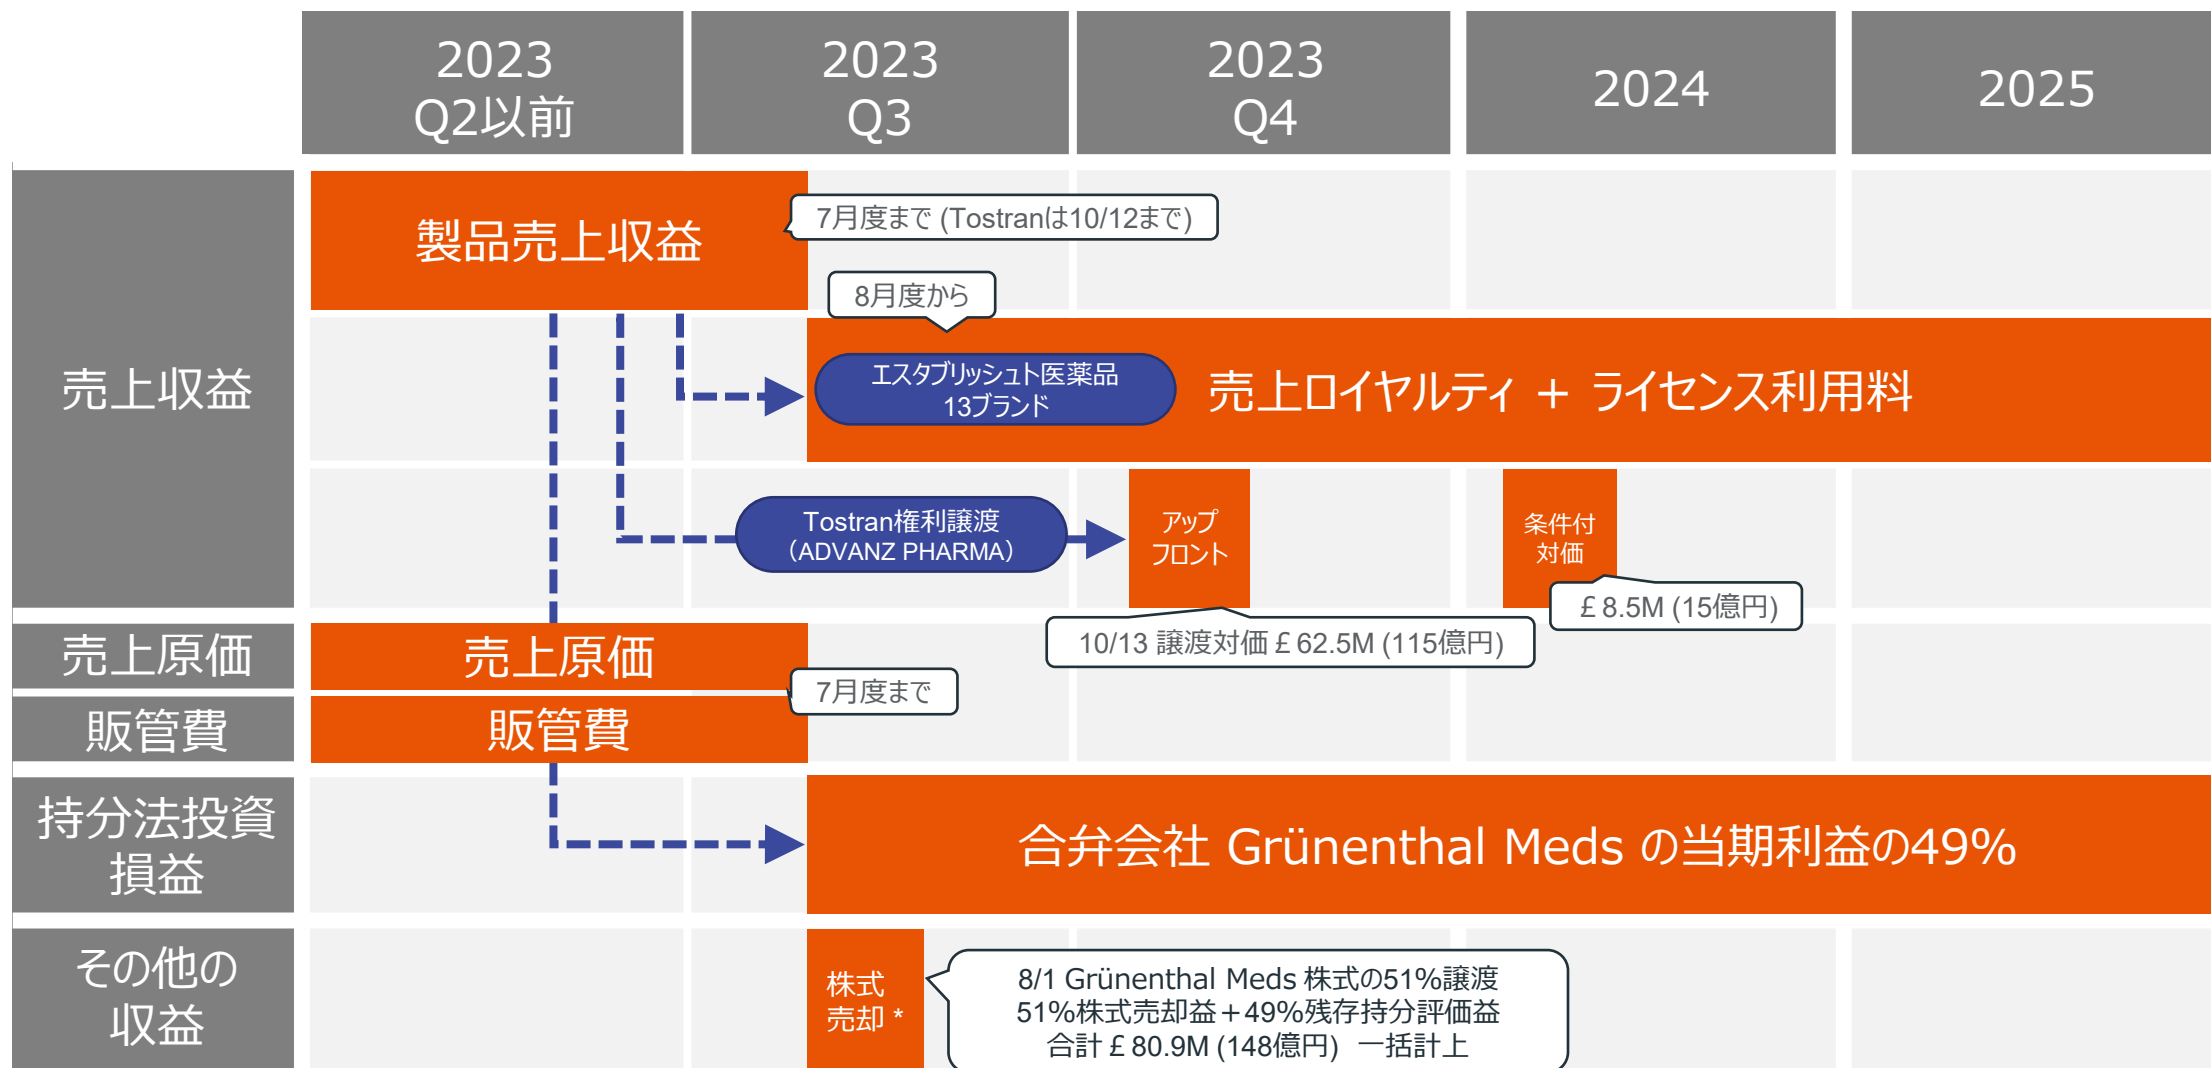 2023
Q2以前
2023
Q3
2023
Q4
2024
2025
売上収益
製品売上収益
7月度まで (Tostranは10/12まで)
8月度から
エスタブリッシュト医薬品
13ブランド
売上ロイヤルティ + ライセンス利用料
Tostran権利譲渡
（ADVANZ PHARMA）
アップ
フロント
条件付
対価
£ 8.5M (15億円)
10/13 譲渡対価 £ 62.5M (115億円)
売上原価
売上原価
7月度まで
販管費
販管費
持分法投資
損益
合弁会社 Grünenthal Meds の当期利益の49%
その他の
収益
株式
売却 *
8/1 Grünenthal Meds 株式の51%譲渡
51%株式売却益＋49%残存持分評価益
合計 £ 80.9M (148億円) 一括計上